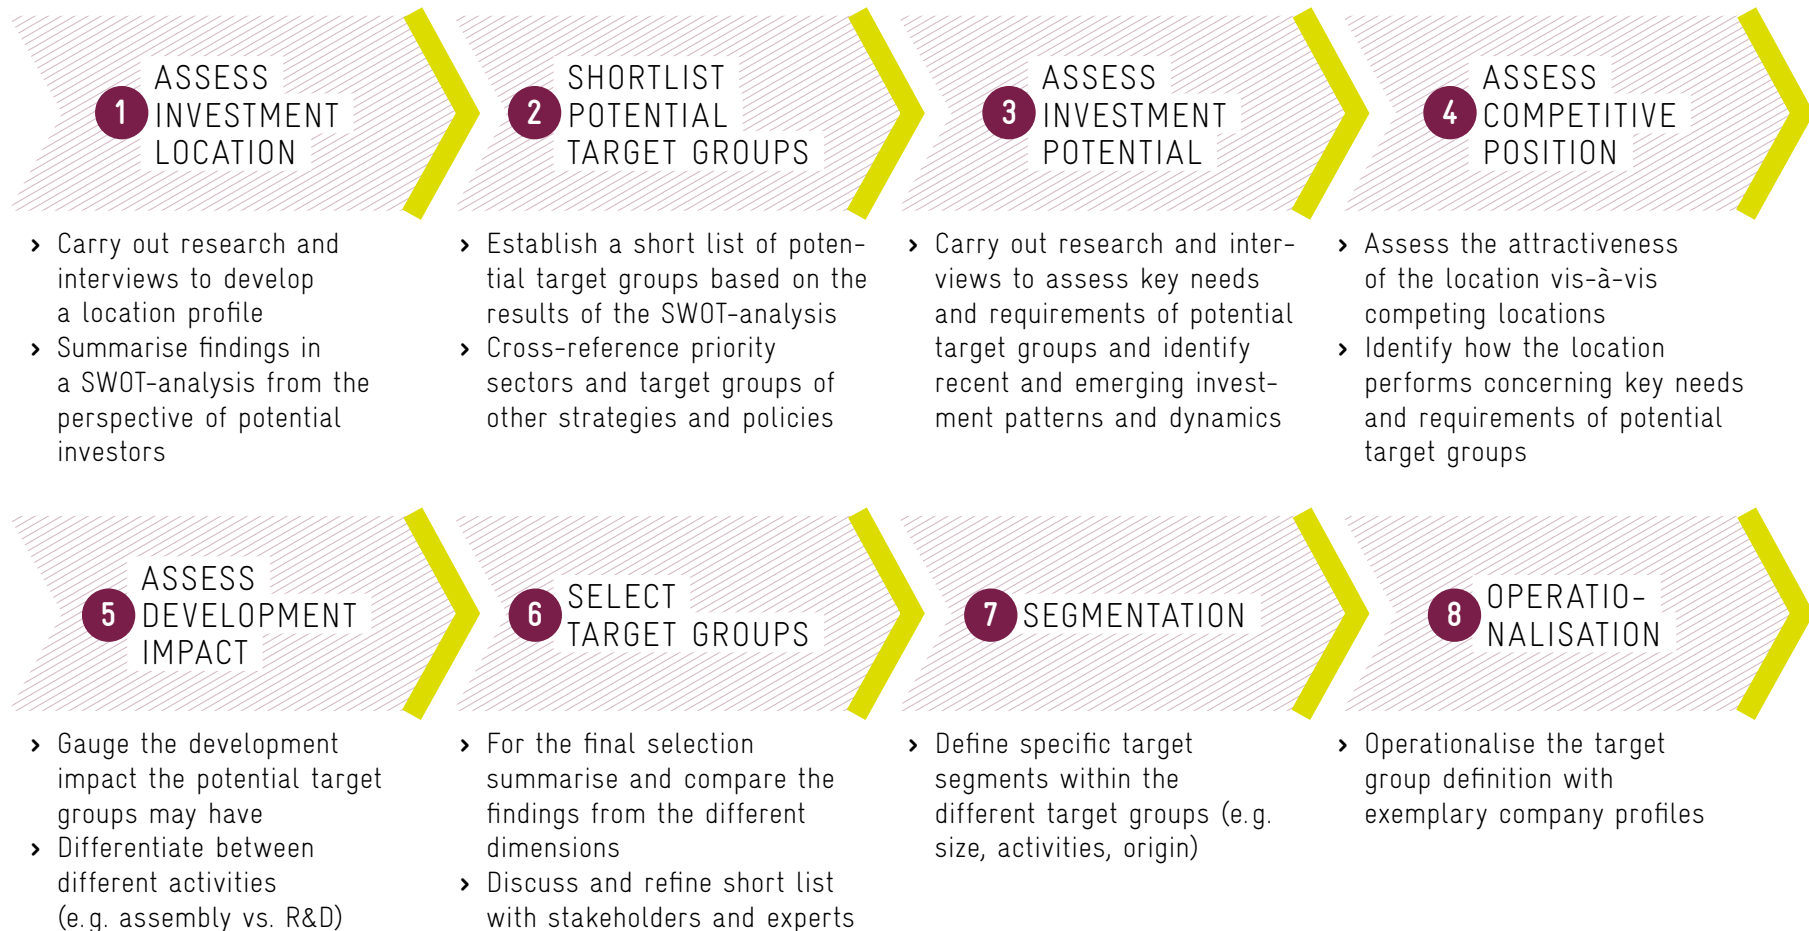 1
ASSESS
INVESTMENT
LOCATION
› Carry out research and
interviews to develop
a location profile
› Summarise findings in
a SWOT-analysis from the
perspective of potential
investors
2
SHORTLIST
POTENTIAL
TARGET GROUPS
› Establish a short list of poten-
tial target groups based on the
results of the SWOT-analysis
› Cross-reference priority
sectors and target groups of
other strategies and policies
3
ASSESS
INVESTMENT
POTENTIAL
› Carry out research and inter-
views to assess key needs
and requirements of potential
target groups and identify
recent and emerging invest-
ment patterns and dynamics
4
ASSESS
COMPETITIVE
POSITION
› Assess the attractiveness
of the location vis-à-vis
competing locations
› Identify how the location
performs concerning key needs
and requirements of potential
target groups
5
ASSESS
DEVELOPMENT
IMPACT
› Gauge the development
impact the potential target
groups may have
› Differentiate between
different activities
(e.g. assembly vs. R&D)
6
SELECT
TARGET GROUPS
› For the final selection
summarise and compare the
findings from the different
dimensions
› Discuss and refine short list
with stakeholders and experts
7
SEGMENTATION
› Define specific target
segments within the
different target groups (e.g.
size, activities, origin)
8
OPERATIO-
NALISATION
› Operationalise the target
group definition with
exemplary company profiles